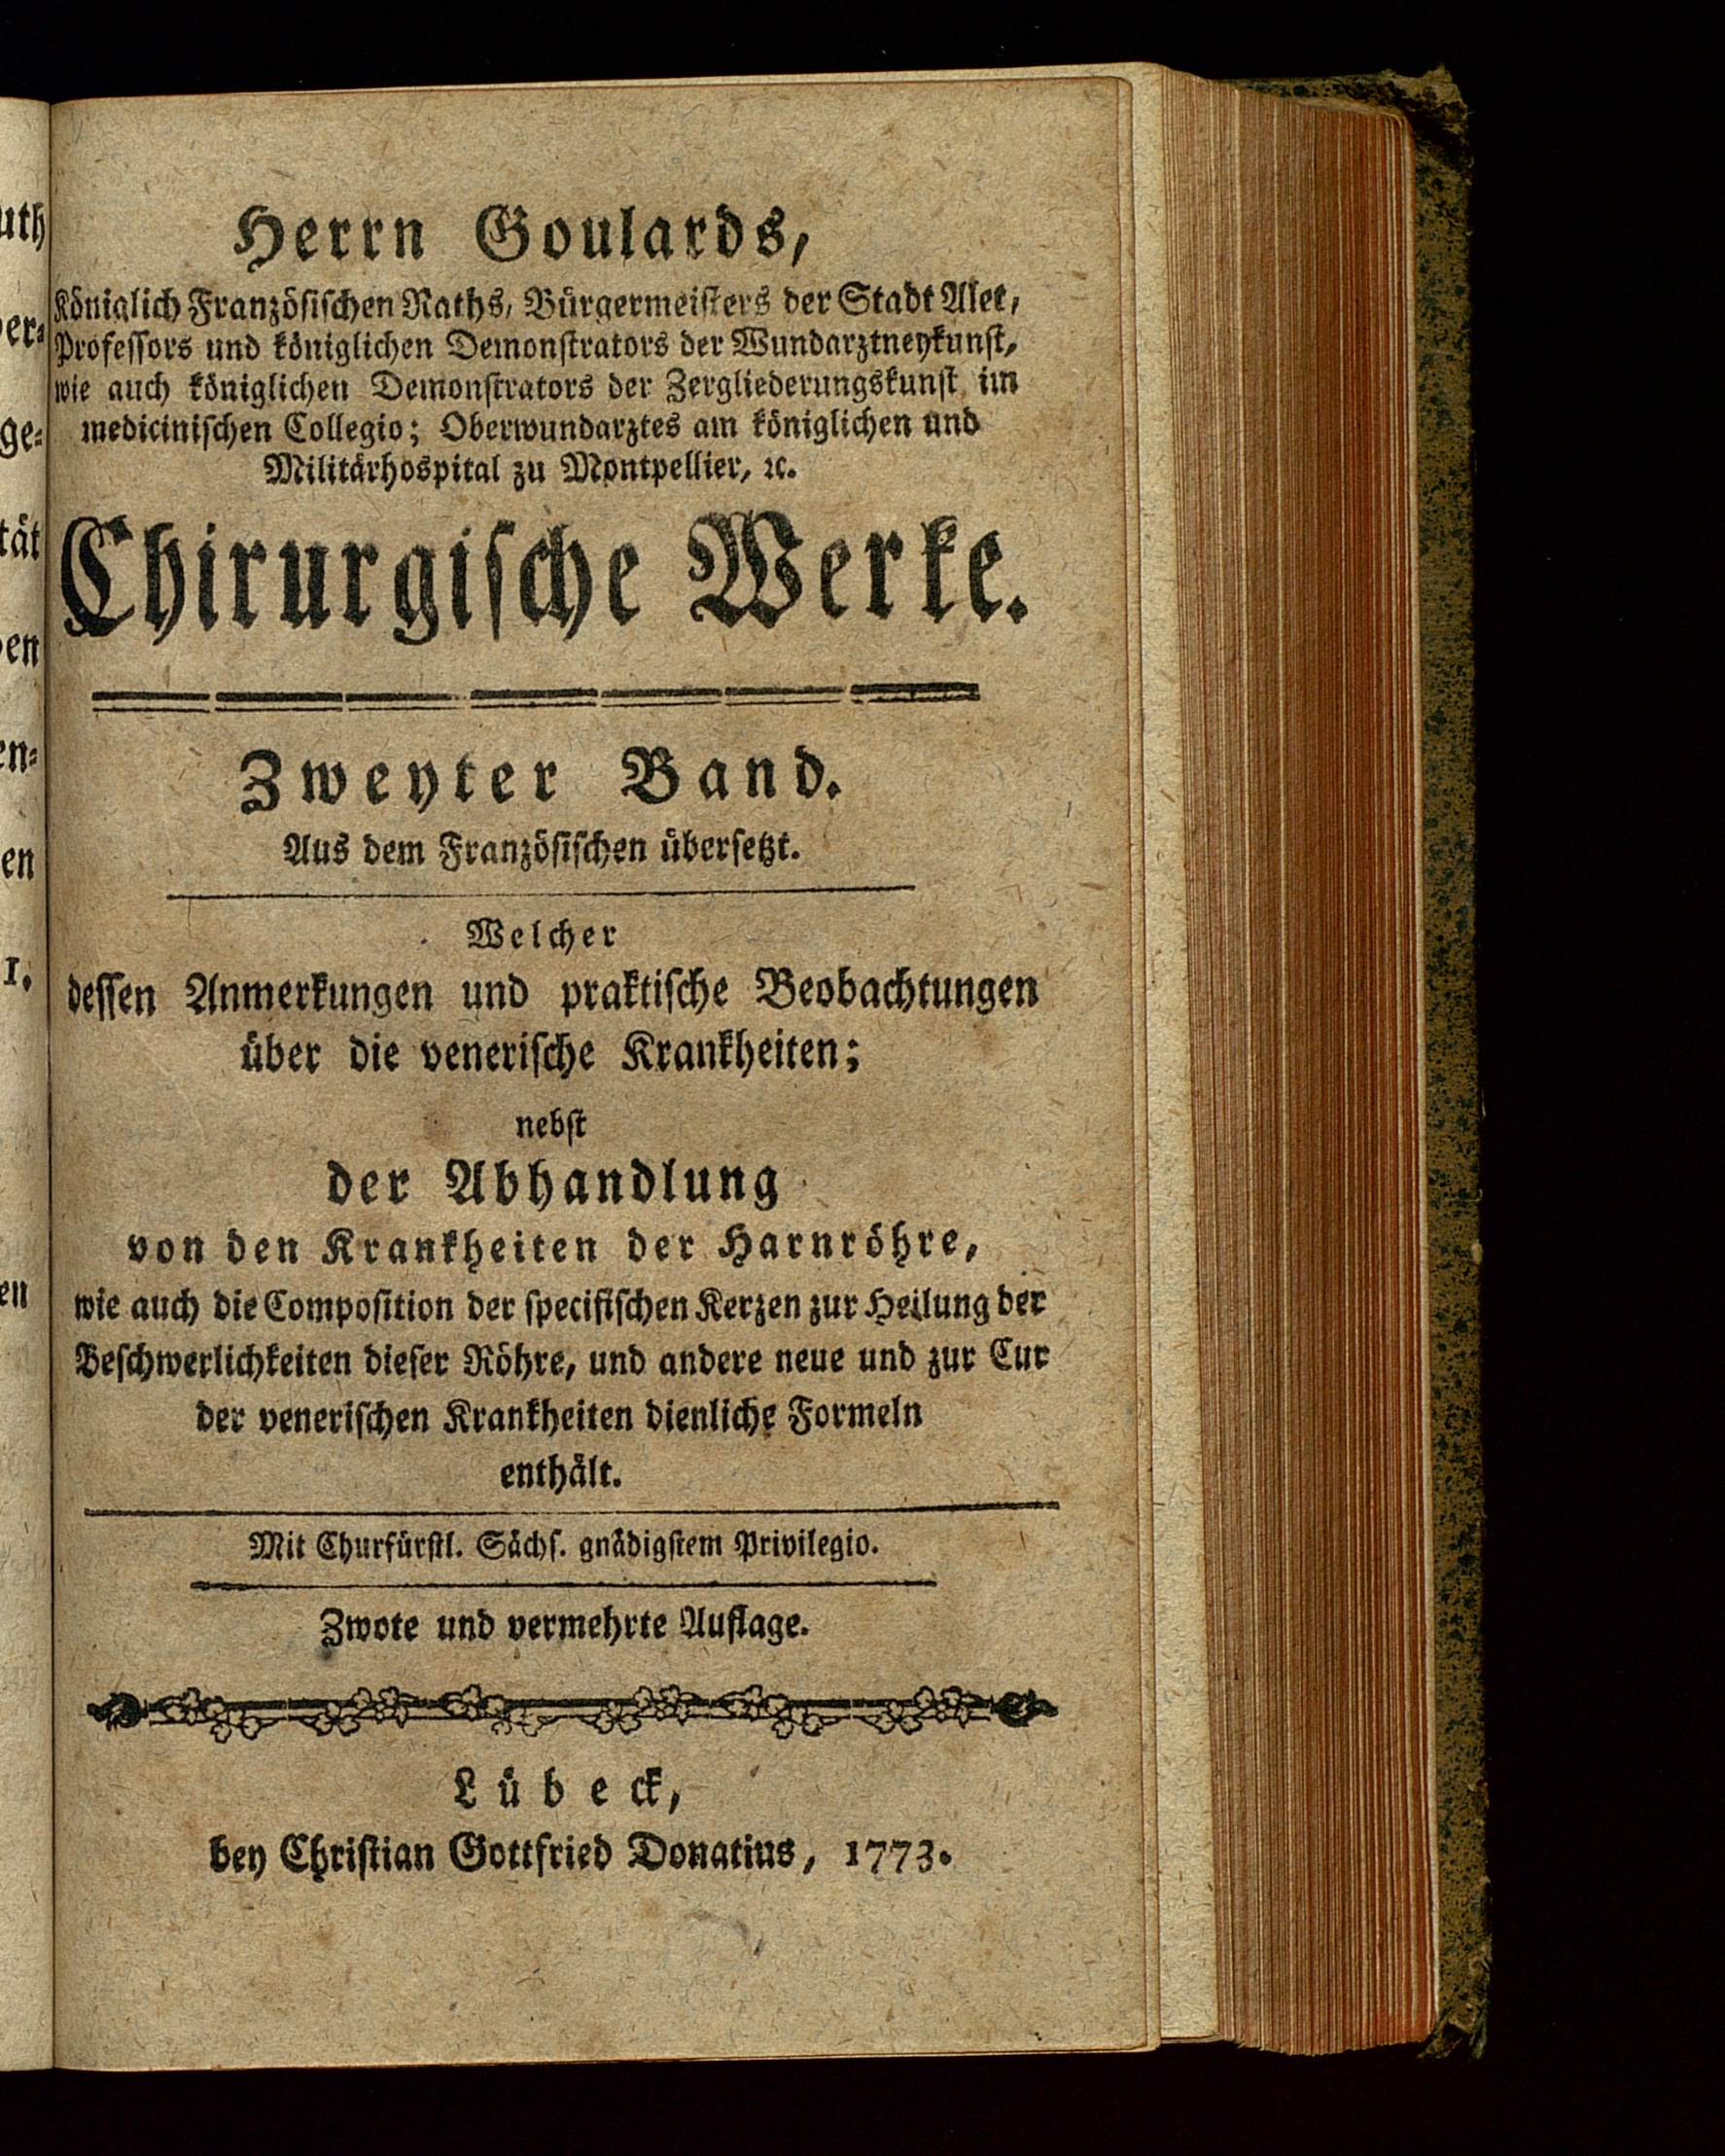 Herrn Goulards,
Königlich Französischen Raths, Bürgermeisters der Stadt Alet,
Professors und königlichen Demonstrators der Wundarztneykunst,
wie auch königlichen Demonstrators der Zergliederungskunst im
medicinischen Collegio; Oberwundarztes am königlichen und
Militärhospital zu Montpellier, ꝛc.
Chirurgische Werke.
Zweyter Band.
Aus dem Französischen übersetzt.
Welcher
dessen Anmerkungen und praktische Beobachtungen
über die venerische Krankheiten;
nebst
der Abhandlung
von den Krankheiten der Harnröhre,
wie auch die Composition der specifischen Kerzen zur Heilung der
Beschwerlichkeiten dieser Röhre, und andere neue und zur Cur
der venerischen Krankheiten dienliche Formeln
enthält.
Mit Churfürstl. Sächs. gnädigstem Privilegio.
Zwote und vermehrte Auflage.
Lübeck,
bey Christian Gottfried Donatius, 1773.